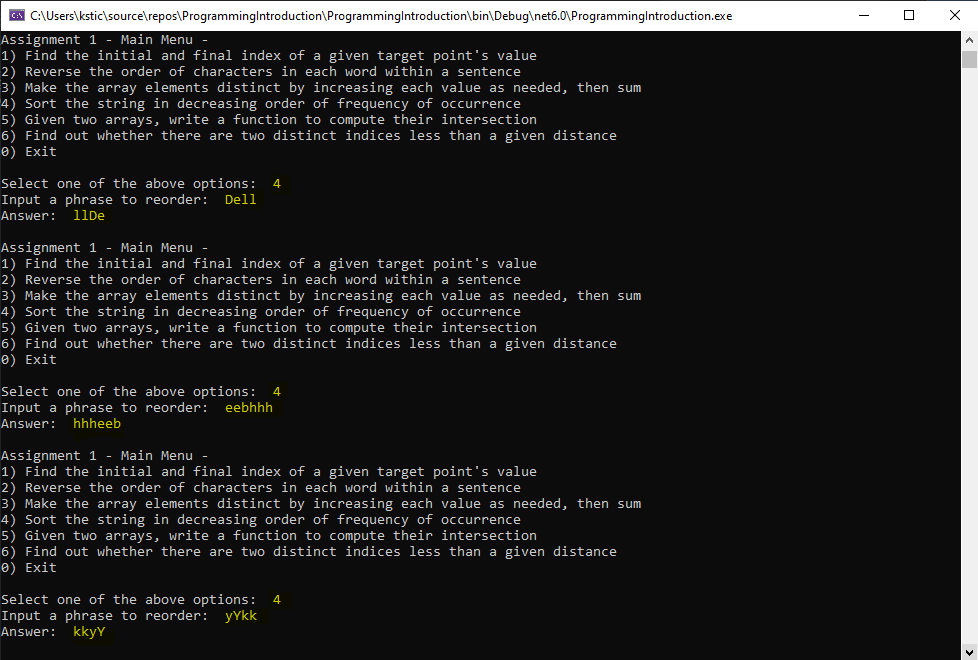 C:\Users\kstic\source\repos\ProgrammingIntroduction\ProgrammingIntroduction\bin\Debug\net6.0\ProgrammingIntroduction.exe
Assignment 1 - Main Menu -
1) Find the initial and final index of a given target point's value
2) Reverse the order of characters in each word within a sentence
3) Make the array elements distinct by increasing each value as needed, then sum
4) Sort the string in decreasing order of frequency of occurrence
5) Given two arrays, write a function to compute their intersection
6) Find out whether there are two distinct indices less than a given distance
0) Exit
Select one of the above options:  4
Input a phrase to reorder:  Dell
Answer:  llDe
Assignment 1 - Main Menu -
1) Find the initial and final index of a given target point's value
2) Reverse the order of characters in each word within a sentence
3) Make the array elements distinct by increasing each value as needed, then sum
4) Sort the string in decreasing order of frequency of occurrence
5) Given two arrays, write a function to compute their intersection
6) Find out whether there are two distinct indices less than a given distance
0) Exit
Select one of the above options:  4
Input a phrase to reorder:  eebhhh
Answer:  hhheeb
Assignment 1 - Main Menu -
1) Find the initial and final index of a given target point's value
2) Reverse the order of characters in each word within a sentence
3) Make the array elements distinct by increasing each value as needed, then sum
4) Sort the string in decreasing order of frequency of occurrence
5) Given two arrays, write a function to compute their intersection
6) Find out whether there are two distinct indices less than a given distance
0) Exit
Select one of the above options:  4
Input a phrase to reorder:  yYkk
Answer:  kkyY